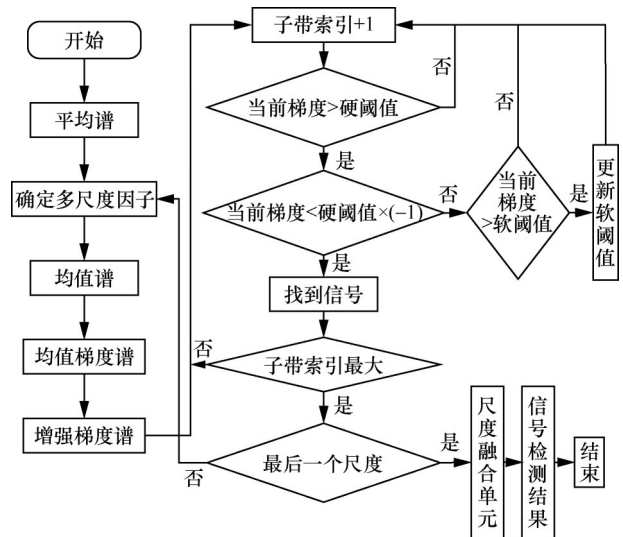 开始
平均谱
确定多尺度因子
均值谱
均值梯度谱
增强梯度谱
子带索引+1
否
当前梯度>硬阈值
是
当前梯度<硬阈值×(−1)
否
当前
梯度
>软阈值
否
是
更新软阈值
是
找到信号
子带索引最大
否
是
最后一个尺度
否
是
尺度融合单元
信号检测结果
结束